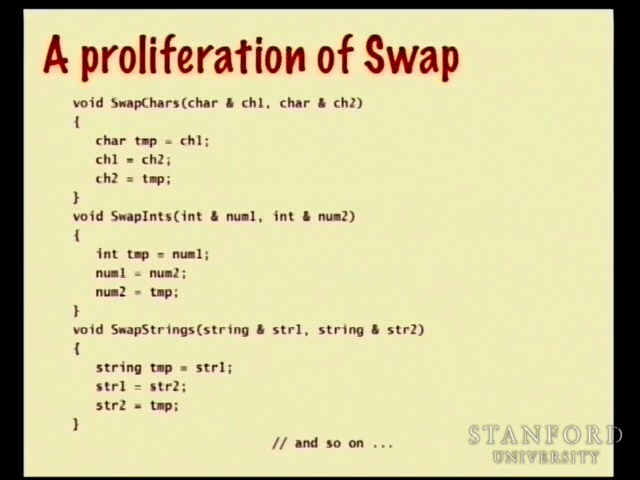 A proliferation of Swap
void SwapChars(char & ch1, char & ch2)
{
char tmp = ch1;
ch1 = ch2;
ch2 = tmp;
}
void SwapInts(int & num1, int & num2)
{
int tmp = num1;
num1 = num2;
num2 = tmp;
}
void SwapStrings(string & str1, string & str2)
{
string tmp = str1;
str1 = str2;
str2 = tmp;
}
// and so on ...
STANFORD
UNIVERSITY